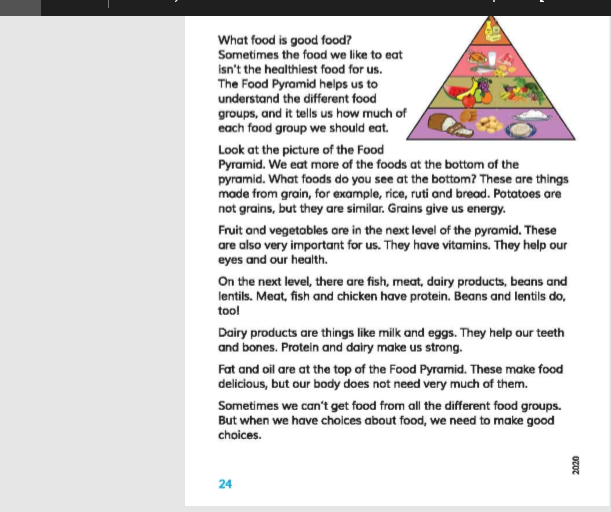 What food is good food?
Sometimes the food we like to eat
isn't the healthiest food for us.
The Food Pyramid helps us to
understand the different food
groups, and it tells us how much of
each food group we should eat.
Look at the picture of the Food
Pyramid. We eat more of the foods at the bottom of the
pyramid. What foods do you see at the bottom? These are things
made from grain, for example, rice, ruti and bread. Potatoes are
not grains, but they are similar. Grains give us energy.
Fruit and vegetables are in the next level of the pyramid. These
are also very important for us. They have vitamins. They help our
eyes and our health.
On the next level, there are fish, meat, dairy products, beans and
lentils. Meat, fish and chicken have protein. Beans and lentils do,
too!
Dairy products are things like milk and eggs. They help our teeth
and bones. Protein and dairy make us strong.
Fat and oil are at the top of the Food Pyramid. These make food
delicious, but our body does not need very much of them.
Sometimes we can't get food from all the different food groups.
But when we have choices about food, we need to make good
choices.
2020
24